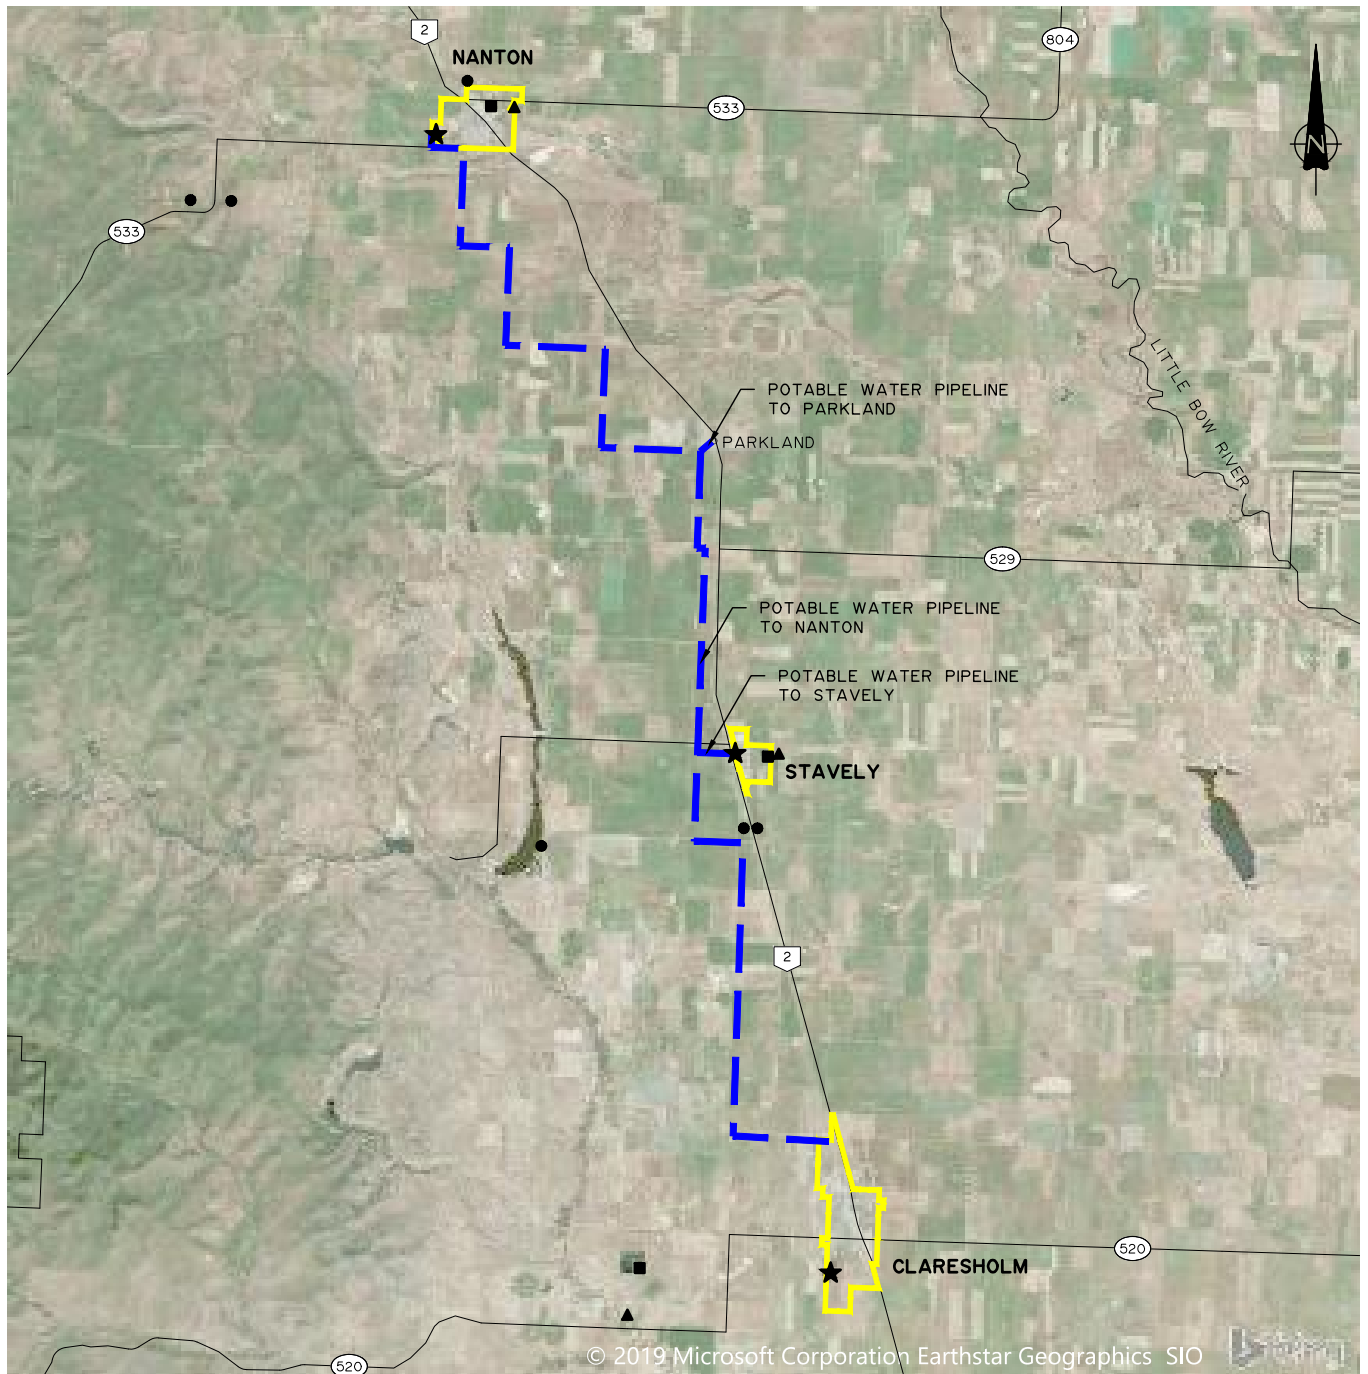 2
NANTON
804
533
N
533
POTABLE WATER PIPELINE
TO PARKLAND
PARKLAND
LITTLE BOW RIVER
529
POTABLE WATER PIPELINE
TO NANTON
POTABLE WATER PIPELINE
TO STAVELY
STAVELY
2
520
CLARESHOLM
520
© 2019 Microsoft Corporation Earthstar Geographics SIO